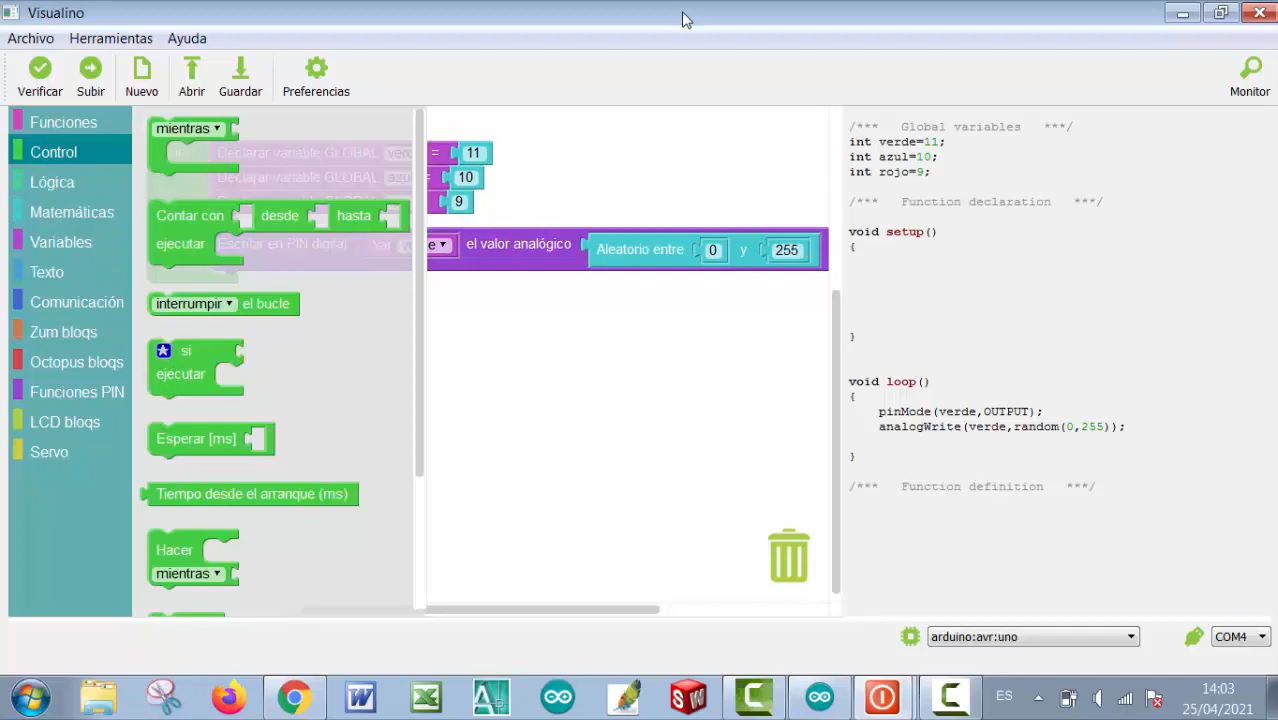 Visualino
Archivo Herramientas Ayuda
Verificar Subir Nuevo Abrir Guardar Preferencias Monitor
Funciones
Control
Lógica
Matemáticas
Variables
Texto
Comunicación
Zum bloqs
Octopus bloqs
Funciones PIN
LCD bloqs
Servo
mientras
Contar con desde hasta
ejecutar
interrumpir el bucle
si
ejecutar
Esperar [ms]
Tiempo desde el arranque (ms)
Hacer
mientras
Declarar variable GLOBAL = 11
Declarar variable GLOBAL = 10
9
Escribir en PIN digital Var e el valor analógico Aleatorio entre 0 y 255
/*** Global variables ***/
int verde=11;
int azul=10;
int rojo=9;
/*** Function declaration ***/
void setup()
{
}
void loop()
{
pinMode(verde,OUTPUT);
analogWrite(verde,random(0,255));
}
/*** Function definition ***/
arduino:avr:uno COM4
ES 14:03
25/04/2021